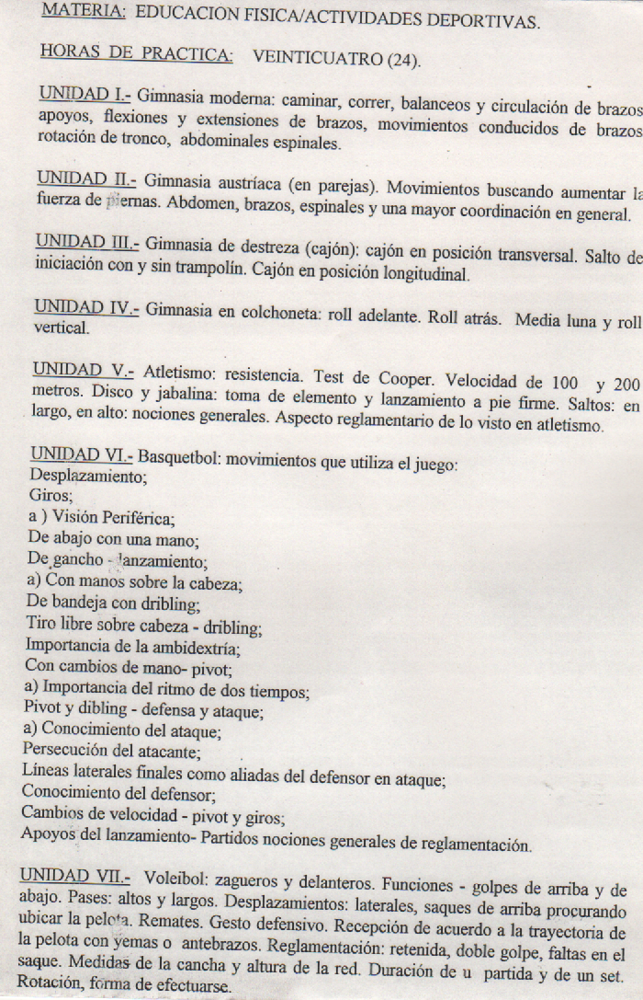 MATERIA: EDUCACION FISICA/ACTIVIDADES DEPORTIVAS.
HORAS DE PRACTICA: VEINTICUATRO (24).
UNIDAD I.- Gimnasia moderna: caminar, correr, balanceos y circulación de brazos
apoyos, flexiones y extensiones de brazos, movimientos conducidos de brazos
rotación de tronco, abdominales espinales.
UNIDAD II.- Gimnasia austríaca (en parejas). Movimientos buscando aumentar la
fuerza de piernas. Abdomen, brazos, espinales y una mayor coordinación en general.
UNIDAD III.- Gimnasia de destreza (cajón): cajón en posición transversal. Salto de
iniciación con y sin trampolín. Cajón en posición longitudinal.
UNIDAD IV.- Gimnasia en colchoneta: roll adelante. Roll atrás. Media luna y roll
vertical.
UNIDAD V.- Atletismo: resistencia. Test de Cooper. Velocidad de 100 y 200
metros. Disco y jabalina: toma de elemento y lanzamiento a pie firme. Saltos: en
largo, en alto: nociones generales. Aspecto reglamentario de lo visto en atletismo.
UNIDAD VI.- Basquetbol: movimientos que utiliza el juego:
Desplazamiento;
Giros;
a ) Visión Periférica;
De abajo con una mano;
De gancho - lanzamiento;
a) Con manos sobre la cabeza;
De bandeja con dribling;
Tiro libre sobre cabeza - dribling;
Importancia de la ambidextría;
Con cambios de mano- pivot;
a) Importancia del ritmo de dos tiempos;
Pivot y dibling - defensa y ataque;
a) Conocimiento del ataque;
Persecución del atacante;
Líneas laterales finales como aliadas del defensor en ataque;
Conocimiento del defensor;
Cambios de velocidad - pivot y giros;
Apoyos del lanzamiento- Partidos nociones generales de reglamentación.
UNIDAD VII.- Voleibol: zagueros y delanteros. Funciones - golpes de arriba y de
abajo. Pases: altos y largos. Desplazamientos: laterales, saques de arriba procurando
ubicar la pelota. Remates. Gesto defensivo. Recepción de acuerdo a la trayectoria de
la pelota con yemas o antebrazos. Reglamentación: retenida, doble golpe, faltas en el
saque. Medidas de la cancha y altura de la red. Duración de u partida y de un set.
Rotación, forma de efectuarse.